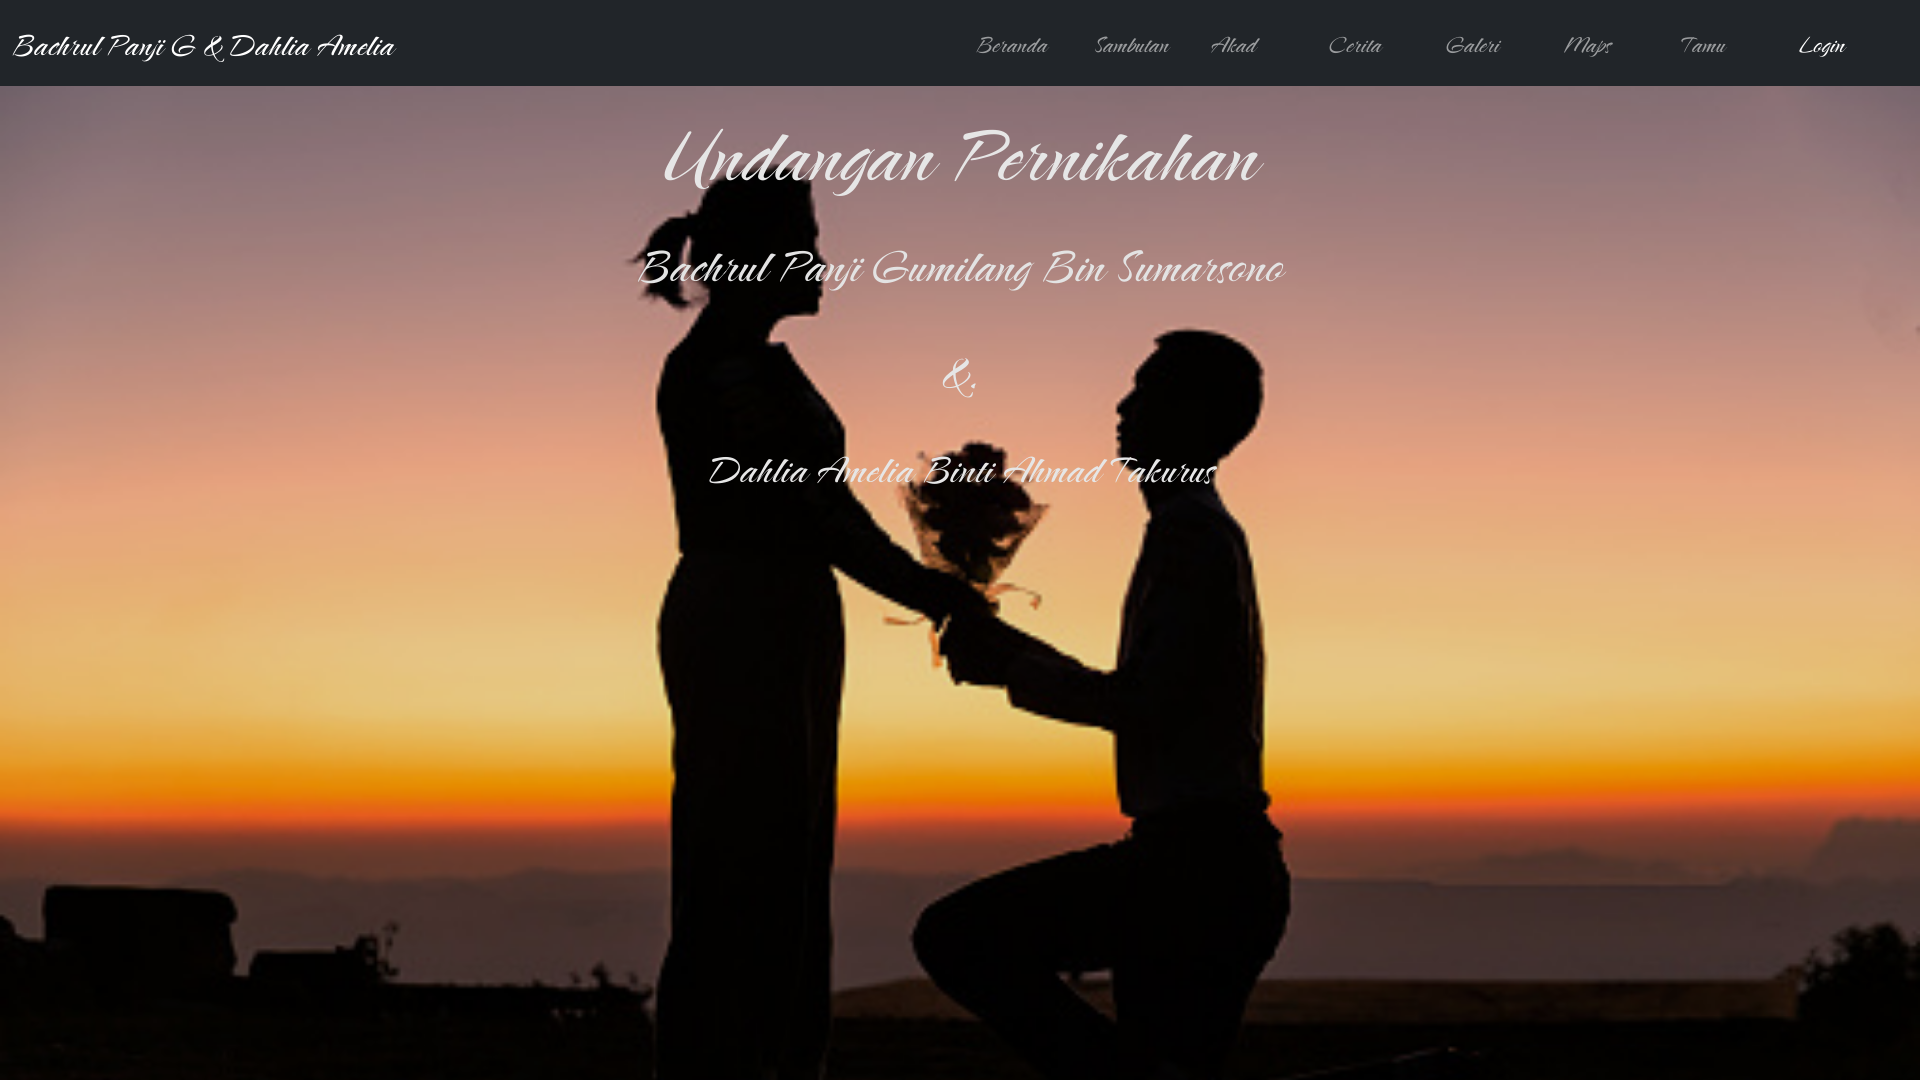 Bachrul Panji G & Dahlia Amelia
Beranda Sambutan Akad Cerita Galeri Maps Tamu Login
Undangan Pernikahan
Bachrul Panji Gumilang Bin Sumarsono
&
Dahlia Amelia Binti Ahmad Takurus